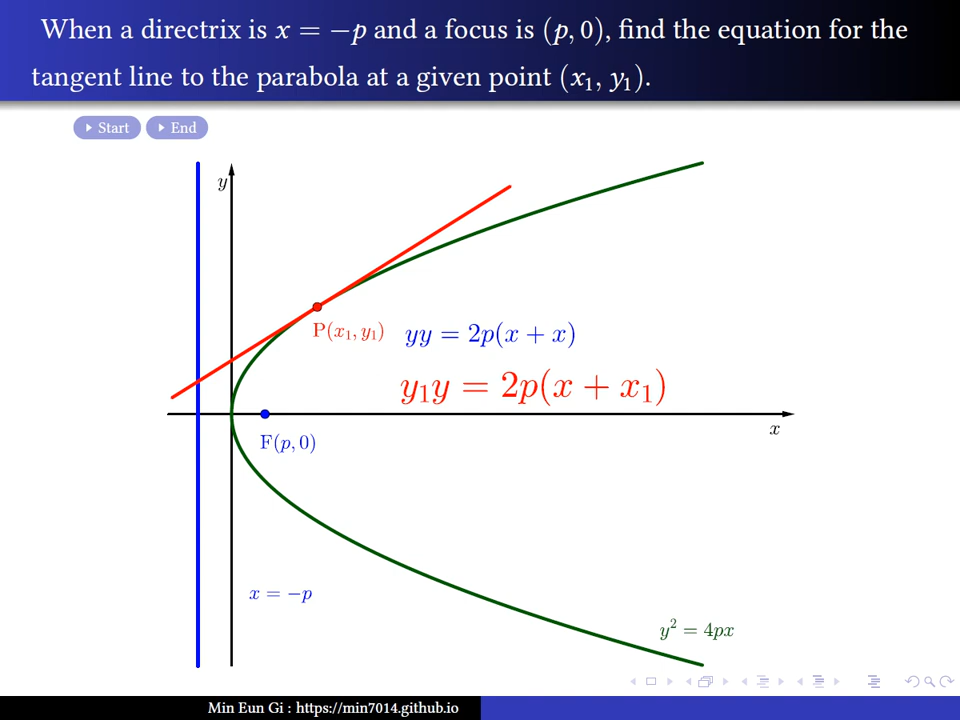 When a directrix is x = −p and a focus is (p, 0), find the equation for the
tangent line to the parabola at a given point (x₁, y₁).
Start End
y
P(x₁, y₁) yy = 2p(x + x)
y₁y = 2p(x + x₁)
x
F(p, 0)
x = −p
y² = 4px
Min Eun Gi : https://min7014.github.io